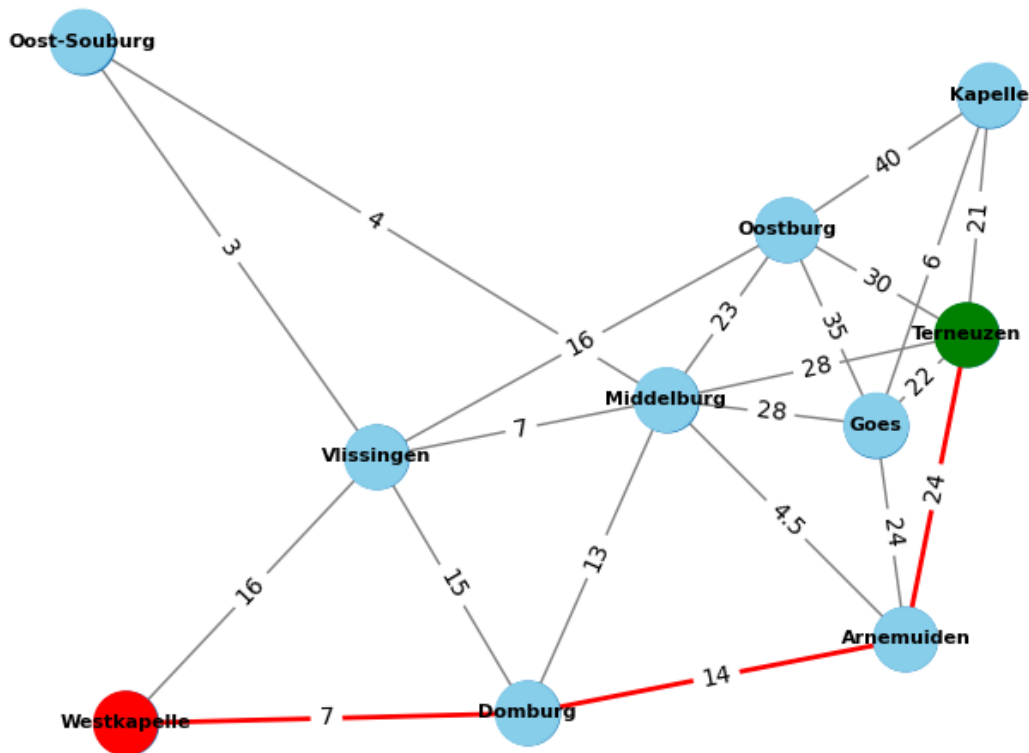 Oost-Souburg
Kapelle
40
4
21
Oostburg
3
6
30
23
35
Terneuzen
16
28
22
Middelburg
28
Goes
7
Vlissingen
24
4.5
24
13
15
16
Arnemuiden
14
Domburg
7
Westkapelle